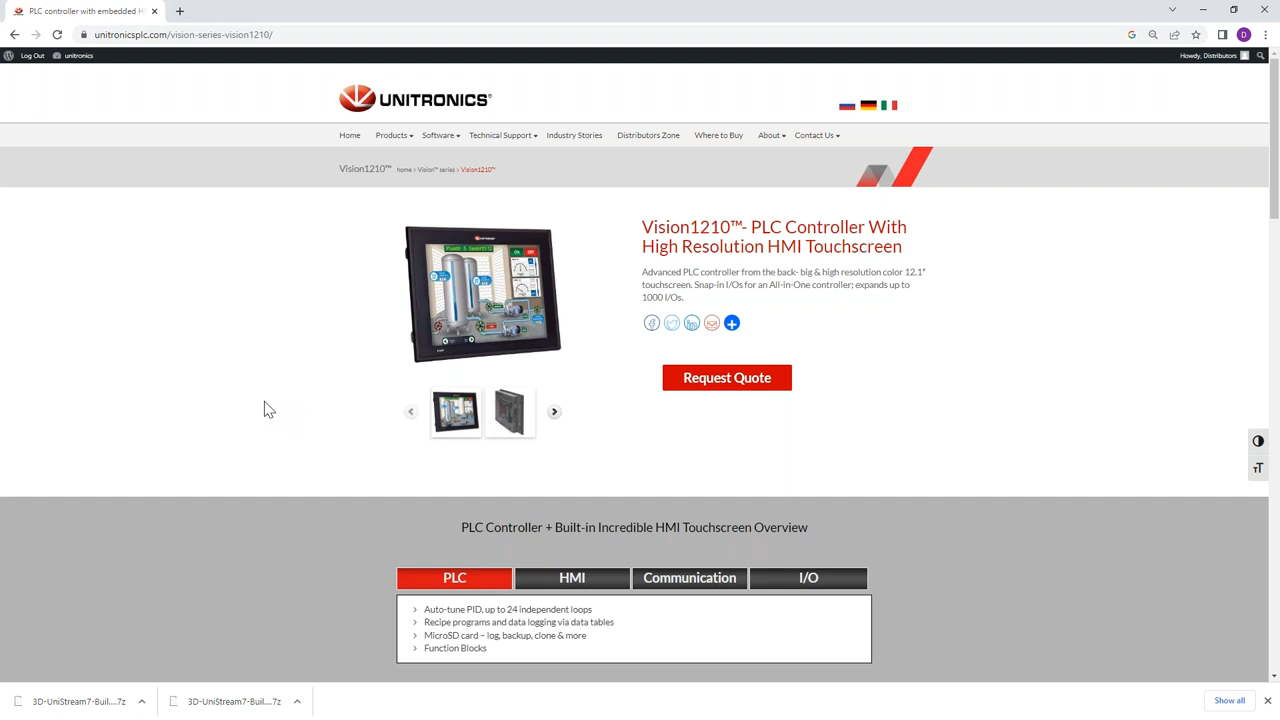 PLC controller with embedded H
unitronicsplc.com/vision-series-vision1210/
D
Log Out
unitronics
Howdy, Distributors
UNITRONICS®
Home
Products
Software
Technical Support
Industry Stories
Distributors Zone
Where to Buy
About
Contact Us
Vision1210™
home › Vision™ series › Vision1210™
Vision1210™- PLC Controller With
High Resolution HMI Touchscreen
Advanced PLC controller from the back- big & high resolution color 12.1″
touchscreen. Snap-in I/Os for an All-in-One controller; expands up to
1000 I/Os.
Request Quote
PLC Controller + Built-in Incredible HMI Touchscreen Overview
PLC
HMI
Communication
I/O
Auto-tune PID, up to 24 independent loops
Recipe programs and data logging via data tables
MicroSD card – log, backup, clone & more
Function Blocks
3D-UniStream7-Buil....7z
3D-UniStream7-Buil....7z
Show all